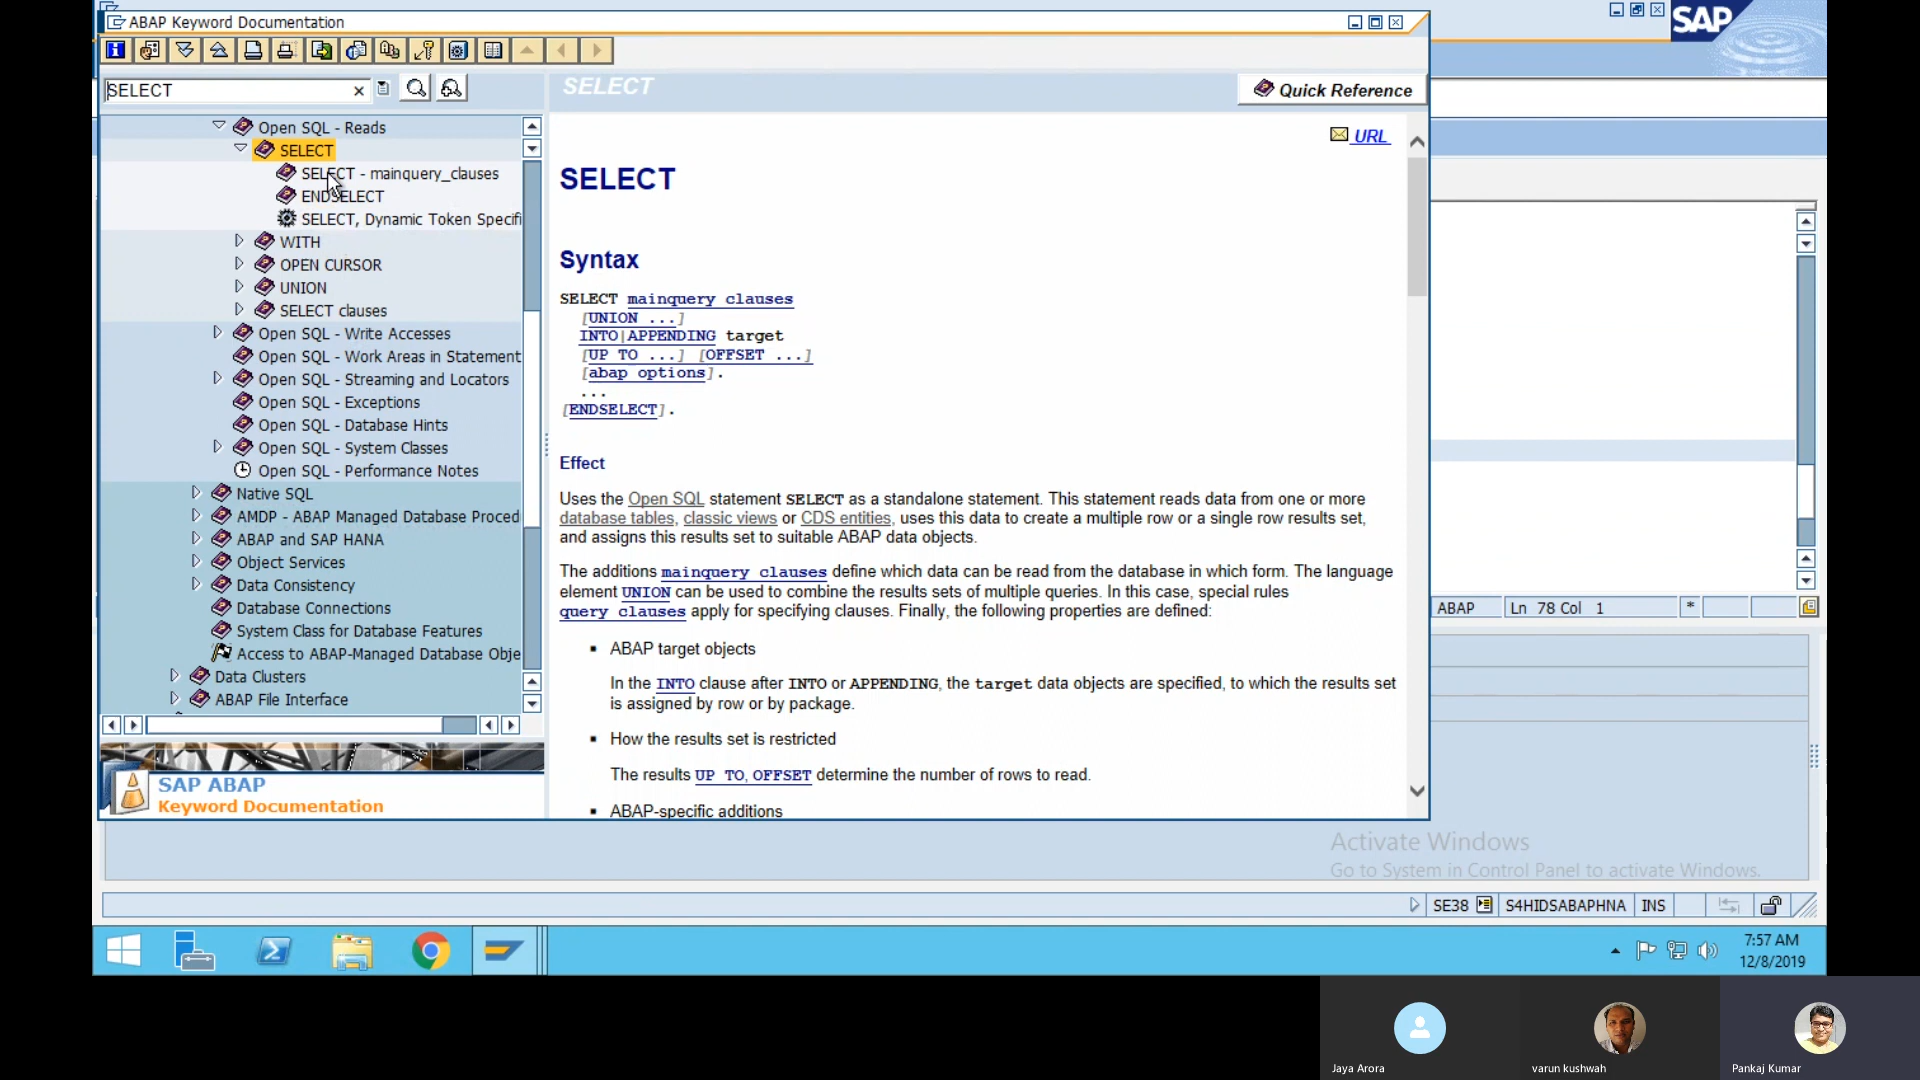 ABAP Keyword Documentation
SAP
SELECT
SELECT
Quick Reference
Open SQL - Reads
SELECT
SELECT - mainquery_clauses
ENDSELECT
SELECT, Dynamic Token Specifi
WITH
OPEN CURSOR
UNION
SELECT clauses
Open SQL - Write Accesses
Open SQL - Work Areas in Statement
Open SQL - Streaming and Locators
Open SQL - Exceptions
Open SQL - Database Hints
Open SQL - System Classes
Open SQL - Performance Notes
Native SQL
AMDP - ABAP Managed Database Proced
ABAP and SAP HANA
Object Services
Data Consistency
Database Connections
System Class for Database Features
Access to ABAP-Managed Database Obje
Data Clusters
ABAP File Interface
SAP ABAP
Keyword Documentation
URL
SELECT
Syntax
SELECT mainquery clauses
[UNION ...]
INTO|APPENDING target
[UP TO ...] [OFFSET ...]
[abap options].
...
[ENDSELECT].
Effect
Uses the Open SQL statement SELECT as a standalone statement. This statement reads data from one or more
database tables, classic views or CDS entities, uses this data to create a multiple row or a single row results set,
and assigns this results set to suitable ABAP data objects.
The additions mainquery clauses define which data can be read from the database in which form. The language
element UNION can be used to combine the results sets of multiple queries. In this case, special rules
query clauses apply for specifying clauses. Finally, the following properties are defined:
▪ ABAP target objects
In the INTO clause after INTO or APPENDING, the target data objects are specified, to which the results set
is assigned by row or by package.
▪ How the results set is restricted
The results UP TO, OFFSET determine the number of rows to read.
▪ ABAP-specific additions
ABAP Ln 78 Col 1 *
Activate Windows
Go to System in Control Panel to activate Windows.
SE38 S4HIDSABAPHNA INS
7:57 AM
12/8/2019
Jaya Arora
varun kushwah
Pankaj Kumar